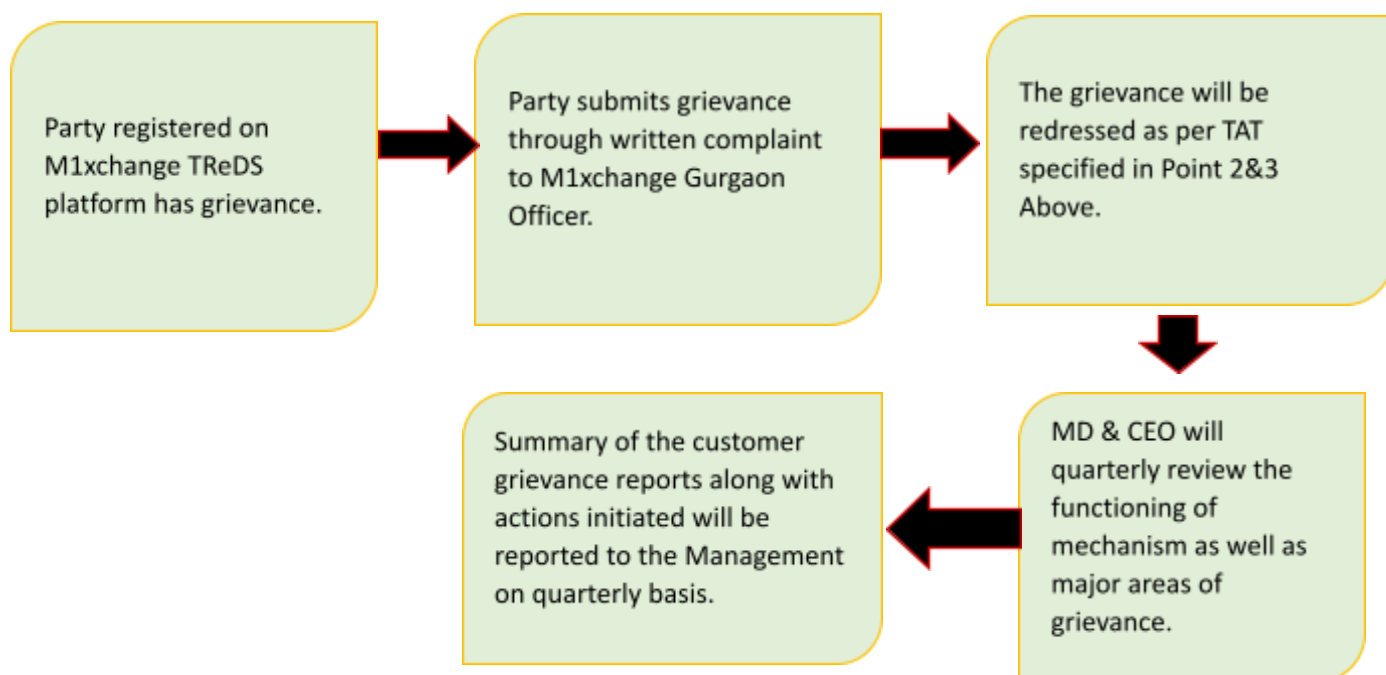 Party registered on
M1xchange TReDS
platform has grievance.
Party submits grievance
through written complaint
to M1xchange Gurgaon
Officer.
The grievance will be
redressed as per TAT
specified in Point 2&3
Above.
MD & CEO will
quarterly review the
functioning of
mechanism as well as
major areas of
grievance.
Summary of the customer
grievance reports along with
actions initiated will be
reported to the Management
on quarterly basis.